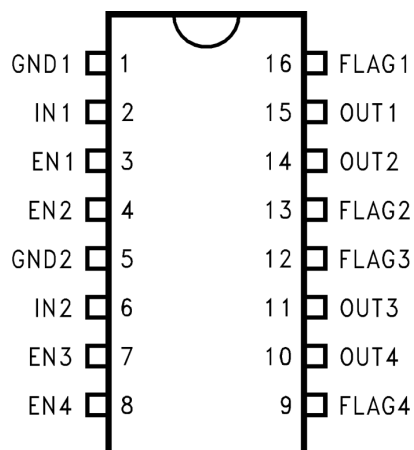 GND1 1 16 FLAG1
IN1 2 15 OUT1
EN1 3 14 OUT2
EN2 4 13 FLAG2
GND2 5 12 FLAG3
IN2 6 11 OUT3
EN3 7 10 OUT4
EN4 8 9 FLAG4